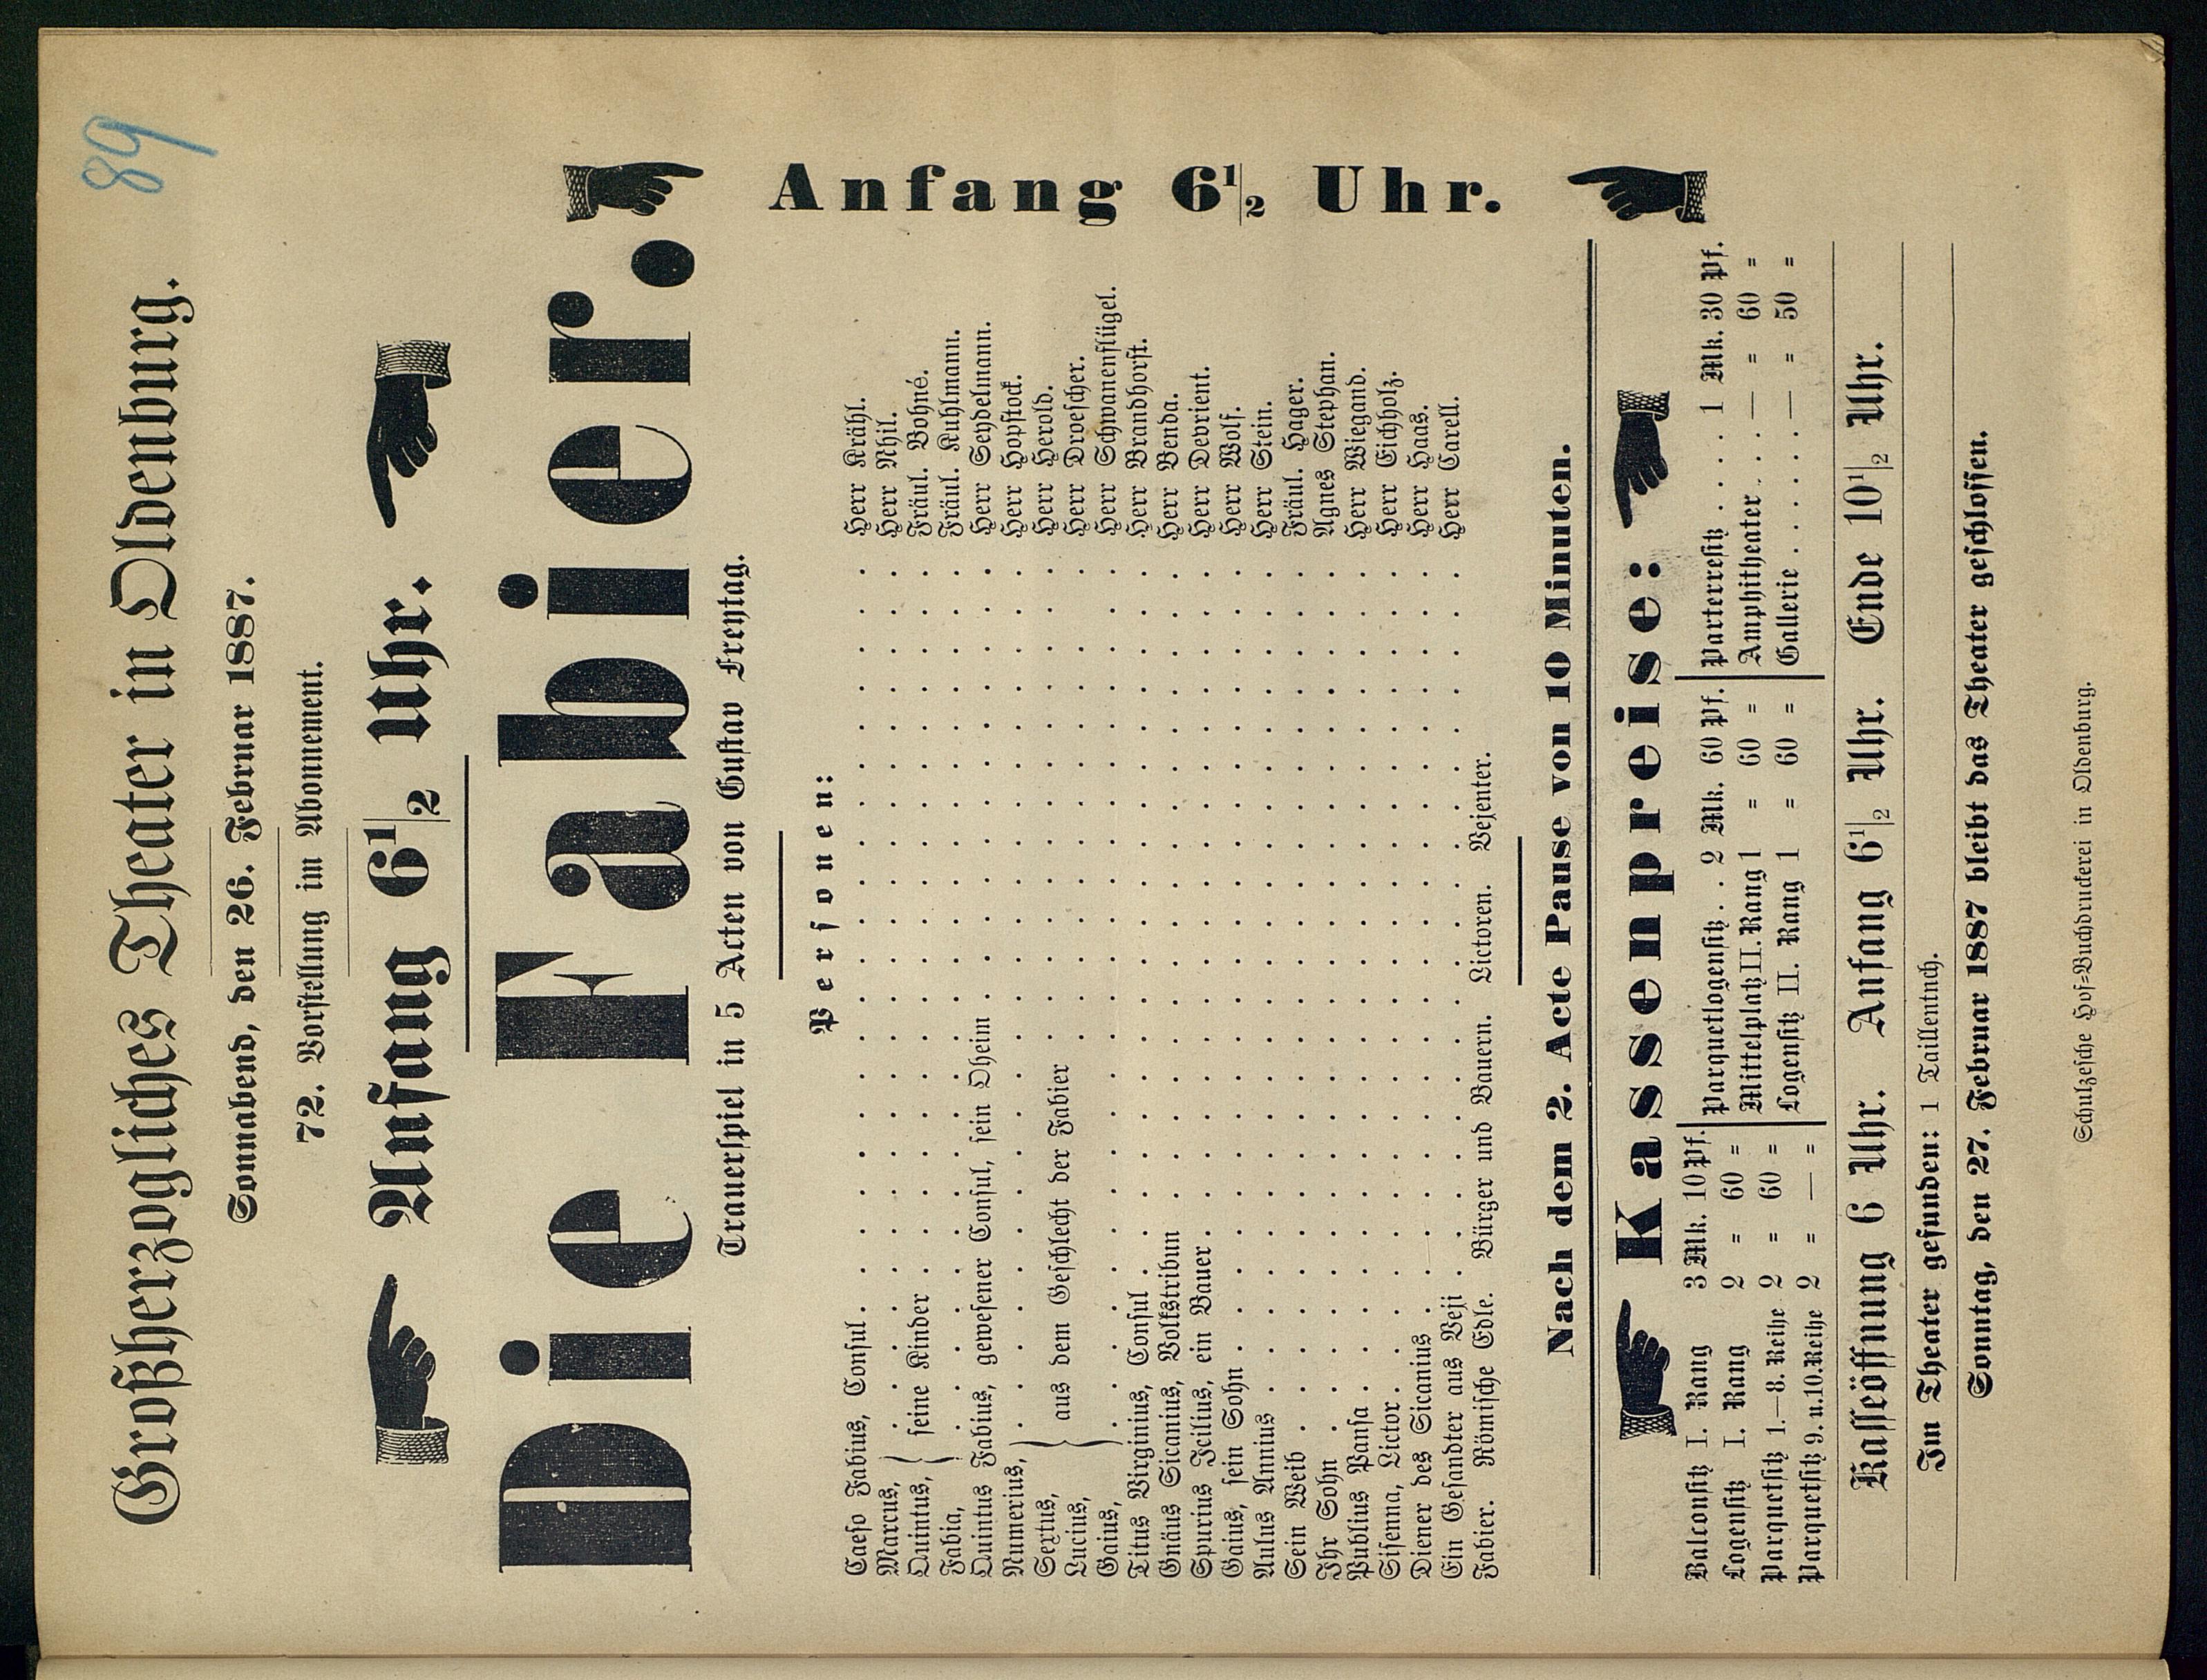 89
Großherzogliches Theater in Oldenburg.
Sonnabend, den 26. Februar 1887.
72. Vorstellung im Abonnement.
Anfang 6½ Uhr.
Die Fabier.
Trauerspiel in 5 Acten von Gustav Freytag.
Personen:
Caeso Fabius, Consul . . . . Herr Krähl.
Marcus, } seine Kinder . . . . Herr Nhil.
Quintus, } seine Kinder . . . . Fräul. Bohné.
Fabia, . . . . Fräul. Kuhlmann.
Quintus Fabius, gewesener Consul, sein Oheim . . . . Herr Seydelmann.
Numerius, . . . . Herr Hopstock.
Sextus, } aus dem Geschlecht der Fabier . . . . Herr Herold.
Lucius, . . . . Herr Droescher.
Gaius, . . . . Herr Schwanenflügel.
Titus Virginius, Consul . . . . Herr Brandhorst.
Gnäus Sicanius, Volkstribun . . . . Herr Benda.
Spurius Icilius, ein Bauer . . . . Herr Devrient.
Gaius, sein Sohn . . . . Herr Wolf.
Aulus Annius . . . . Herr Stein.
Sein Weib . . . . Fräul. Hager.
Ihr Sohn . . . . Agnes Stephan.
Publius Pansa . . . . Herr Wiegand.
Sisenna, Lictor . . . . Herr Eichholz.
Diener des Sicanius . . . . Herr Haas.
Ein Gesandter aus Veji . . . . Herr Carell.
Fabier. Römische Edle. Bürger und Bauern. Lictoren. Vejenter.
Nach dem 2. Acte Pause von 10 Minuten.
Anfang 6½ Uhr.
Kassenpreise:
Balconsitz I. Rang 3 Mk. 10 Pf.
Logensitz I. Rang 2 = 60 =
Parquetsitz 1.—8. Reihe 2 = 60 =
Parquetsitz 9. u. 10. Reihe 2 = — =
Parquetlogensitz . . 2 Mk. 60 Pf.
Mittelplatz II. Rang 1 = 60 =
Logensitz II. Rang 1 = 60 =
Parterresitz . . . . 1 Mk. 30 Pf.
Amphitheater . . . — = 60 =
Gallerie . . . . . . — = 50 =
Kasseöffnung 6 Uhr. Anfang 6½ Uhr. Ende 10½ Uhr.
Im Theater gefunden: 1 Taillentuch.
Sonntag, den 27. Februar 1887 bleibt das Theater geschlossen.
Schulzesche Hof=Buchdruckerei in Oldenburg.